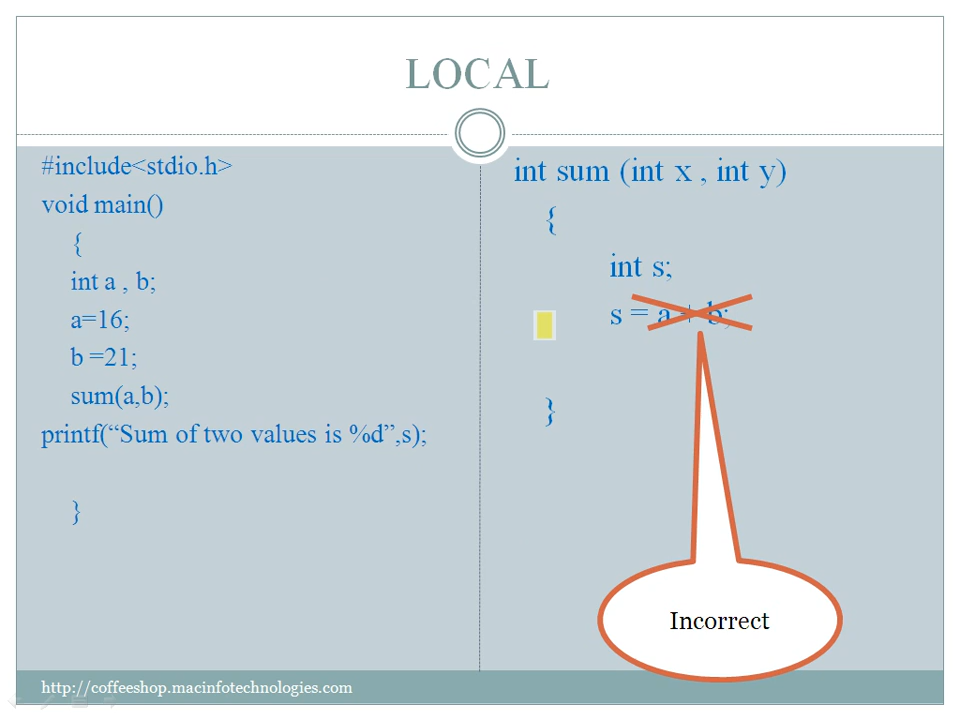 LOCAL
#include<stdio.h>
void main()
{
int a , b;
a=16;
b =21;
sum(a,b);
printf(“Sum of two values is %d”,s);
}
int sum (int x , int y)
{
int s;
s = a + b;
}
Incorrect
http://coffeeshop.macinfotechnologies.com